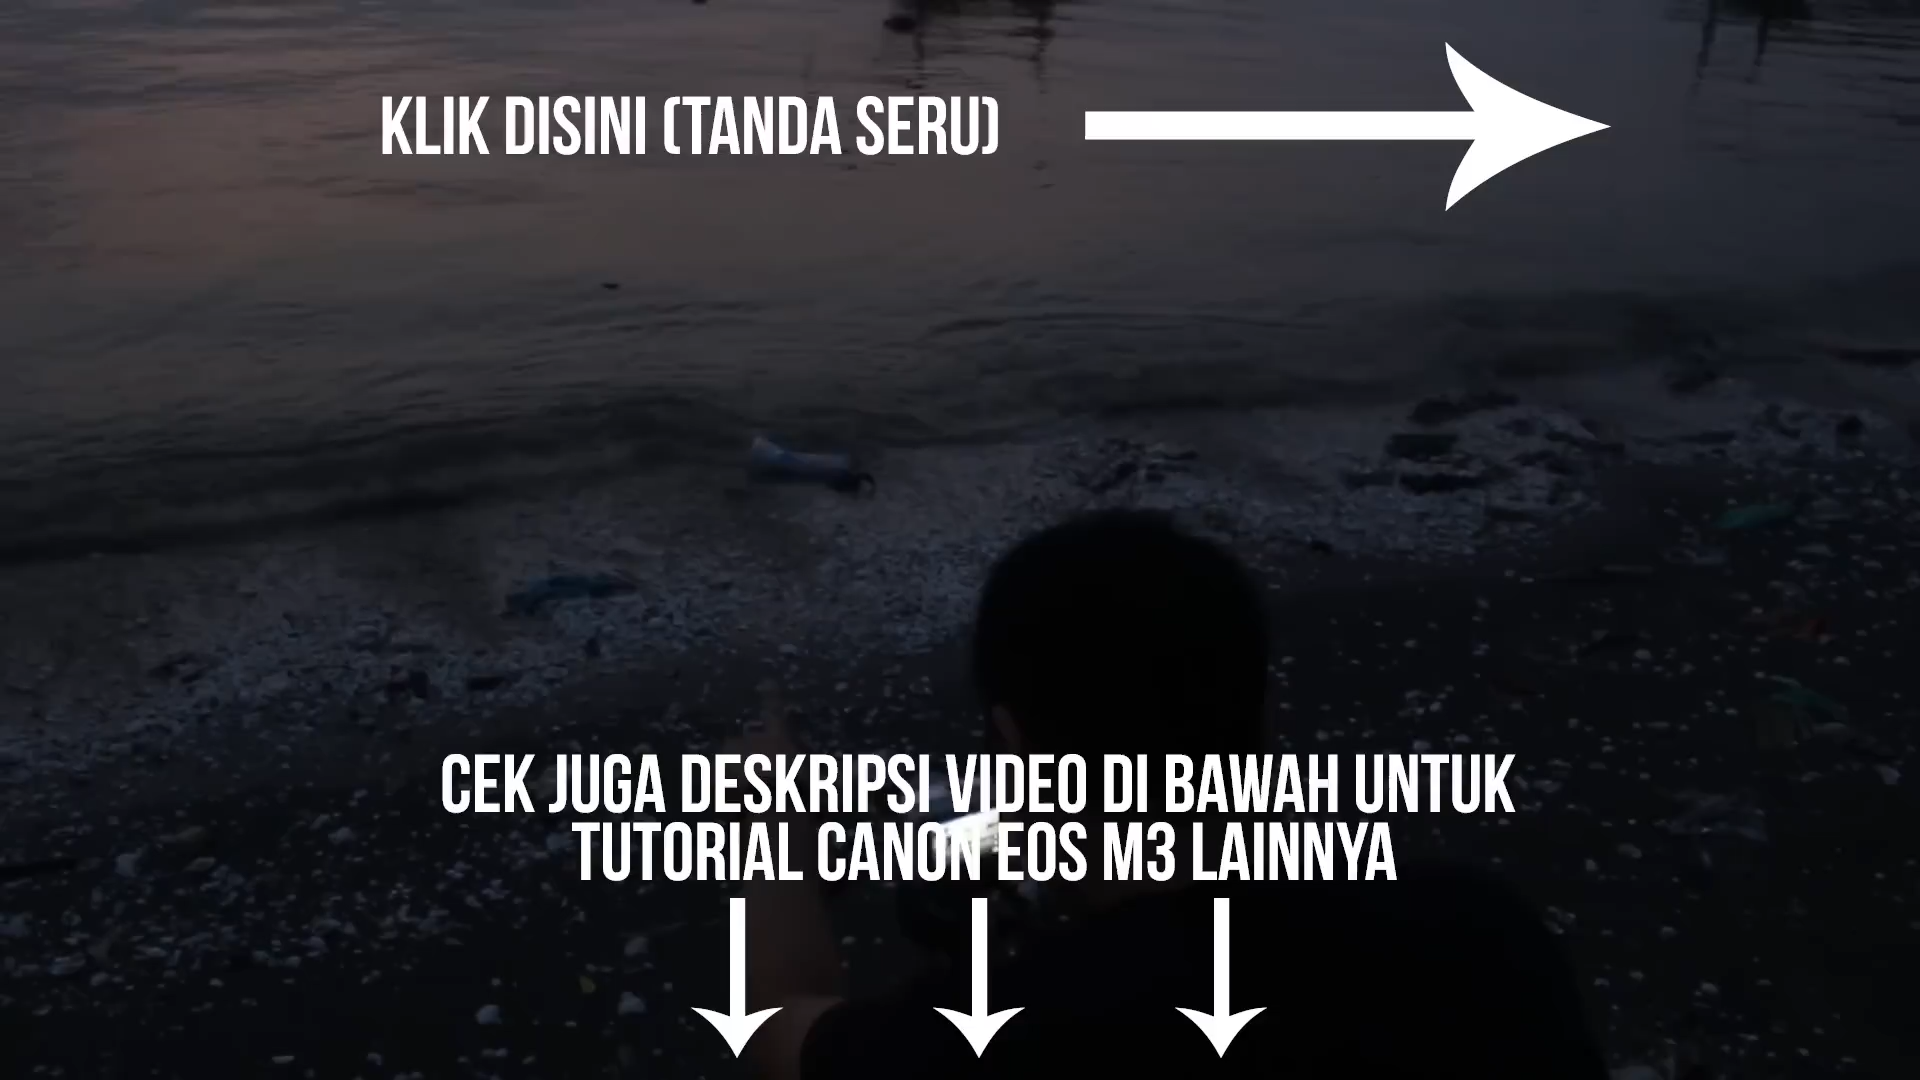 KLIK DISINI (TANDA SERU)
CEK JUGA DESKRIPSI VIDEO DI BAWAH UNTUK
TUTORIAL CANON EOS M3 LAINNYA